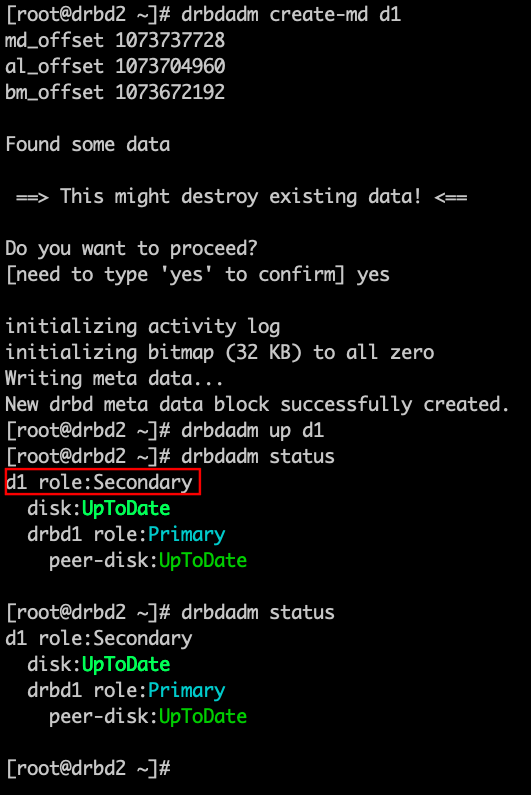 [root@drbd2 ~]# drbdadm create-md d1
md_offset 1073737728
al_offset 1073704960
bm_offset 1073672192

Found some data

 ==> This might destroy existing data! <==

Do you want to proceed?
[need to type 'yes' to confirm] yes

initializing activity log
initializing bitmap (32 KB) to all zero
Writing meta data...
New drbd meta data block successfully created.
[root@drbd2 ~]# drbdadm up d1
[root@drbd2 ~]# drbdadm status
d1 role:Secondary
  disk:UpToDate
  drbd1 role:Primary
    peer-disk:UpToDate

[root@drbd2 ~]# drbdadm status
d1 role:Secondary
  disk:UpToDate
  drbd1 role:Primary
    peer-disk:UpToDate

[root@drbd2 ~]#